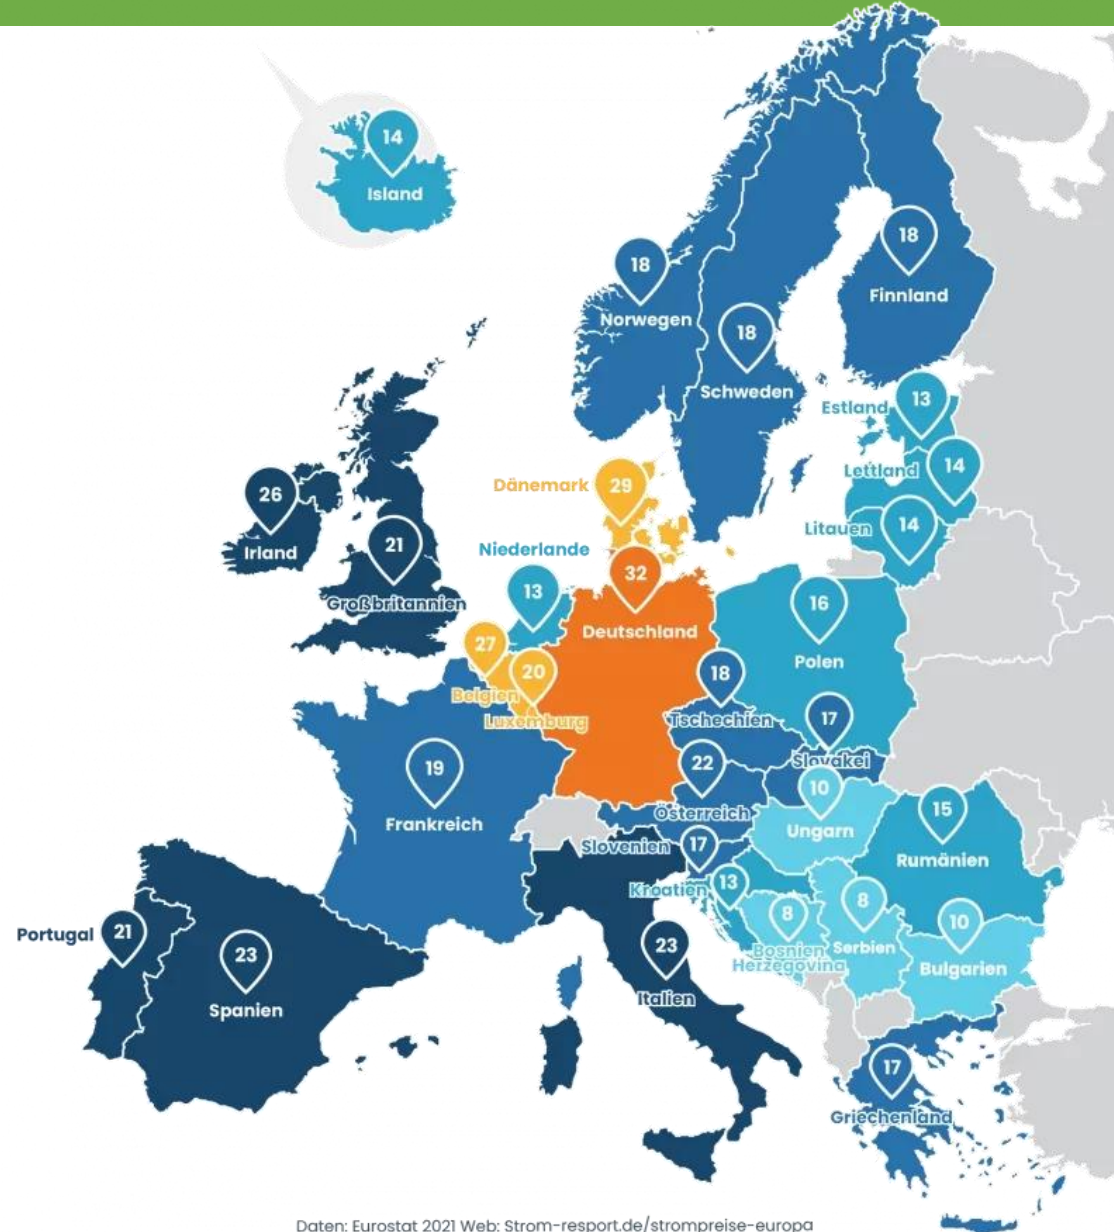 14
Island
18
Norwegen
18
Finnland
18
Schweden
Estland 13
Lettland 14
Litauen 14
Dänemark 29
26
Irland
21
Großbritannien
Niederlande
13
32
Deutschland
16
Polen
27
Belgien
20
Luxemburg
18
Tschechien
17
Slovakei
19
Frankreich
22
Österreich
10
Ungarn
15
Rumänien
Slovenien 17
Kroatien 13
8
Bosnien
Herzegovina
8
Serbien
10
Bulgarien
Portugal 21
23
Spanien
23
Italien
17
Griechenland
Daten: Eurostat 2021 Web: Strom-resport.de/strompreise-europa